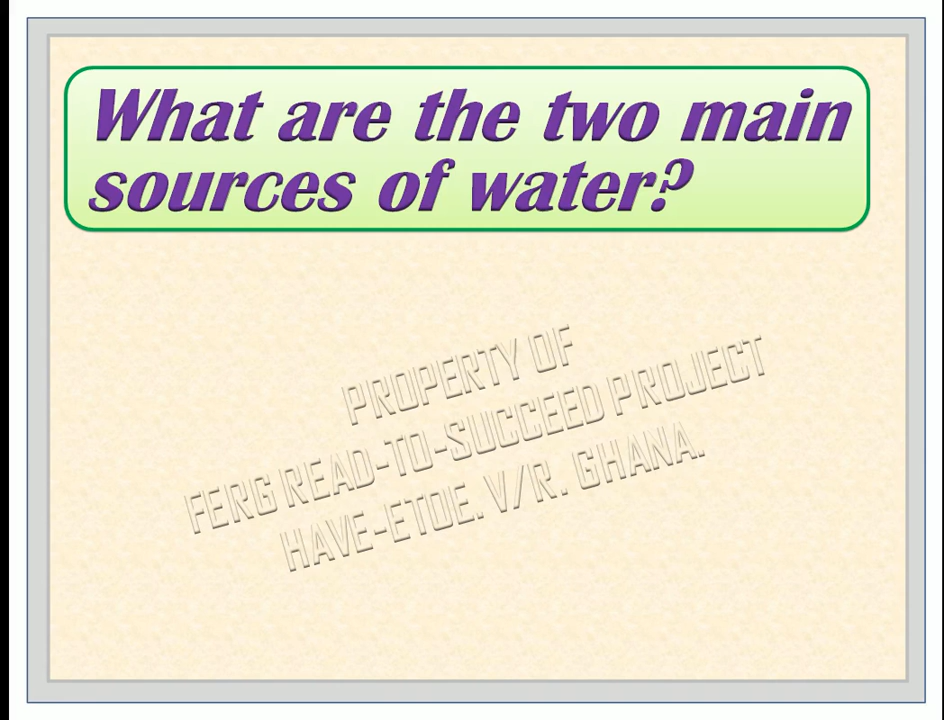 What are the two main
sources of water?
PROPERTY OF
FERG READ-TO-SUCCEED PROJECT
HAVE-ETOE. V/R. GHANA.